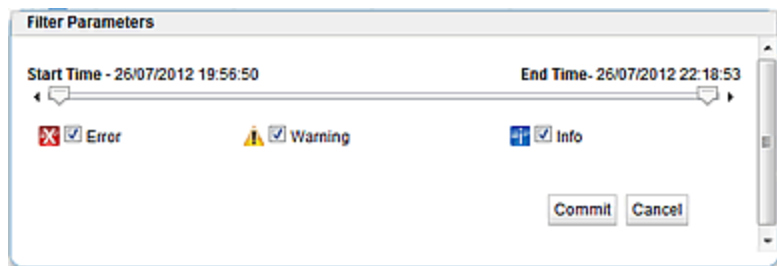 Filter Parameters
Start Time - 26/07/2012 19:56:50 End Time- 26/07/2012 22:18:53
Error Warning Info
Commit Cancel